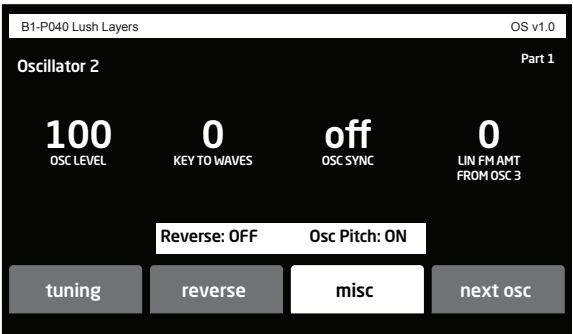 B1-P040 Lush Layers OS v1.0
Oscillator 2 Part 1
100 0 off 0
OSC LEVEL KEY TO WAVES OSC SYNC LIN FM AMT
FROM OSC 3
Reverse: OFF Osc Pitch: ON
tuning reverse misc next osc